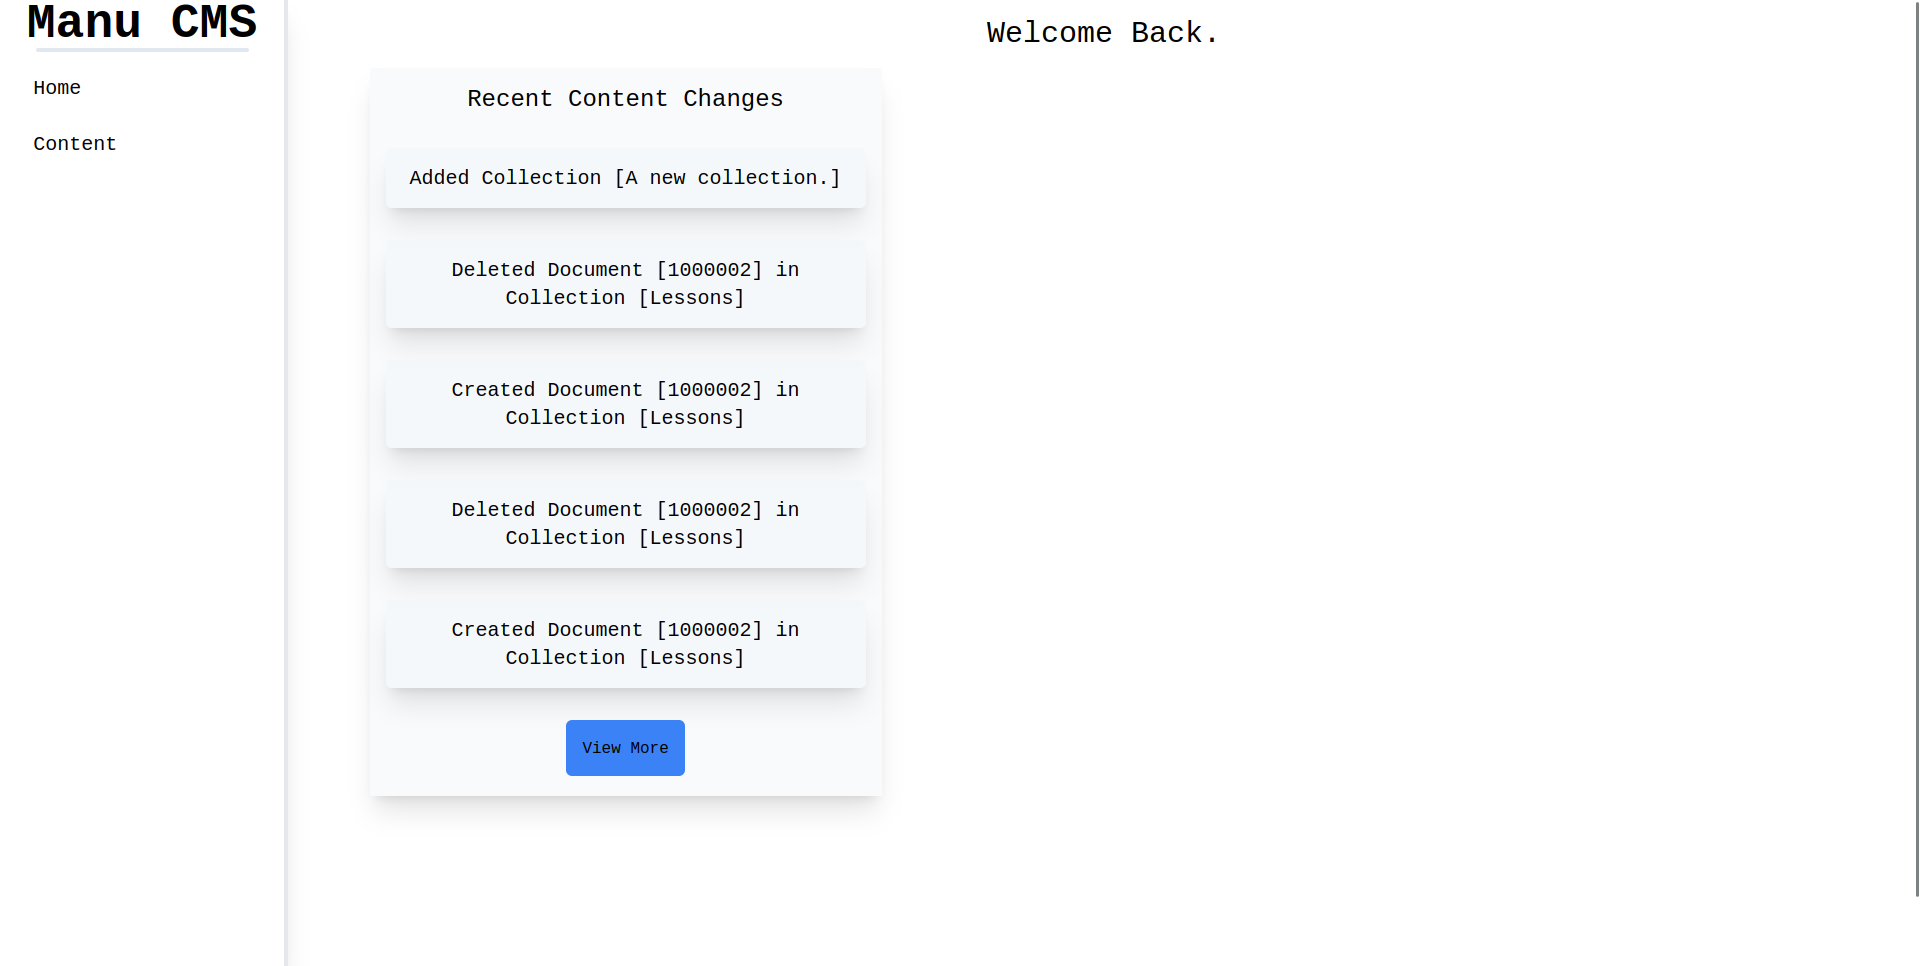 Manu CMS
Home
Content
Welcome Back.
Recent Content Changes
Added Collection [A new collection.]
Deleted Document [1000002] in
Collection [Lessons]
Created Document [1000002] in
Collection [Lessons]
Deleted Document [1000002] in
Collection [Lessons]
Created Document [1000002] in
Collection [Lessons]
View More